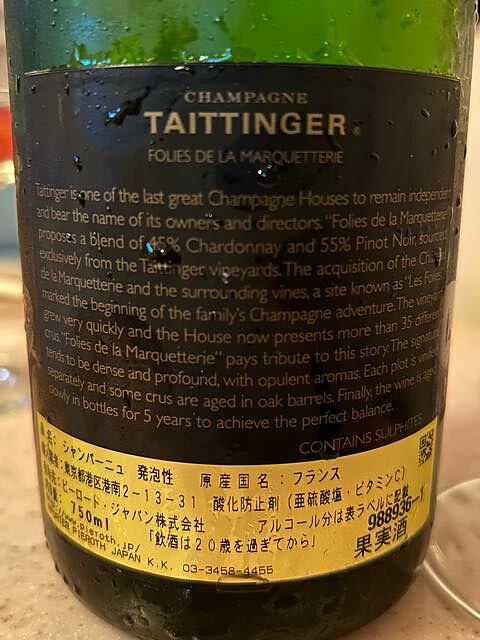 CHAMPAGNE
TAITTINGER®
FOLIES DE LA MARQUETTERIE
Taittinger is one of the last great Champagne Houses to remain independent
and bear the name of its owners and directors. "Folies de la Marquetterie"
proposes a blend of 45% Chardonnay and 55% Pinot Noir, sourced
exclusively from the Taittinger vineyards. The acquisition of the
de la Marquetterie and the surrounding vines, a site known as "Les Folies
marked the beginning of the family's Champagne adventure. The vineyard
grew very quickly and the House now presents more than 35 different
crus. "Folies de la Marquetterie" pays tribute to this story. The signature
tends to be dense and profound, with opulent aromas. Each plot is
separately and some crus are aged in oak barrels. Finally, the wine is aged
slowly in bottles for 5 years to achieve the perfect balance.
CONTAINS SULPHITES
名: シャンパーニュ 発泡性 原産国名:フランス
東京都港区港南2-13-31 酸化防止剤(亜硫酸塩・ビタミンC)
ピーロート・ジャパン株式会社 アルコール分は表ラベルに記載
量: 750ml 「飲酒は20歳を過ぎてから」 988936-1
.pieroth.jp/ 果実酒
PIEROTH JAPAN K.K. 03-3458-4455